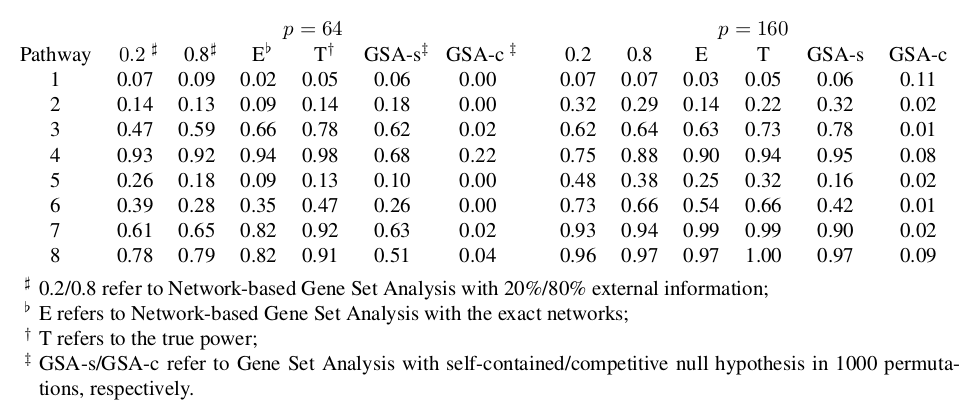 p = 64 p = 160
Pathway 0.2 ♯ 0.8♯ E♭ T† GSA-s‡ GSA-c ‡ 0.2 0.8 E T GSA-s GSA-c
1 0.07 0.09 0.02 0.05 0.06 0.00 0.07 0.07 0.03 0.05 0.06 0.11
2 0.14 0.13 0.09 0.14 0.18 0.00 0.32 0.29 0.14 0.22 0.32 0.02
3 0.47 0.59 0.66 0.78 0.62 0.02 0.62 0.64 0.63 0.73 0.78 0.01
4 0.93 0.92 0.94 0.98 0.68 0.22 0.75 0.88 0.90 0.94 0.95 0.08
5 0.26 0.18 0.09 0.13 0.10 0.00 0.48 0.38 0.25 0.32 0.16 0.02
6 0.39 0.28 0.35 0.47 0.26 0.00 0.73 0.66 0.54 0.66 0.42 0.01
7 0.61 0.65 0.82 0.92 0.63 0.02 0.93 0.94 0.99 0.99 0.90 0.02
8 0.78 0.79 0.82 0.91 0.51 0.04 0.96 0.97 0.97 1.00 0.97 0.09
♯ 0.2/0.8 refer to Network-based Gene Set Analysis with 20%/80% external information;
♭ E refers to Network-based Gene Set Analysis with the exact networks;
† T refers to the true power;
‡ GSA-s/GSA-c refer to Gene Set Analysis with self-contained/competitive null hypothesis in 1000 permuta-
tions, respectively.